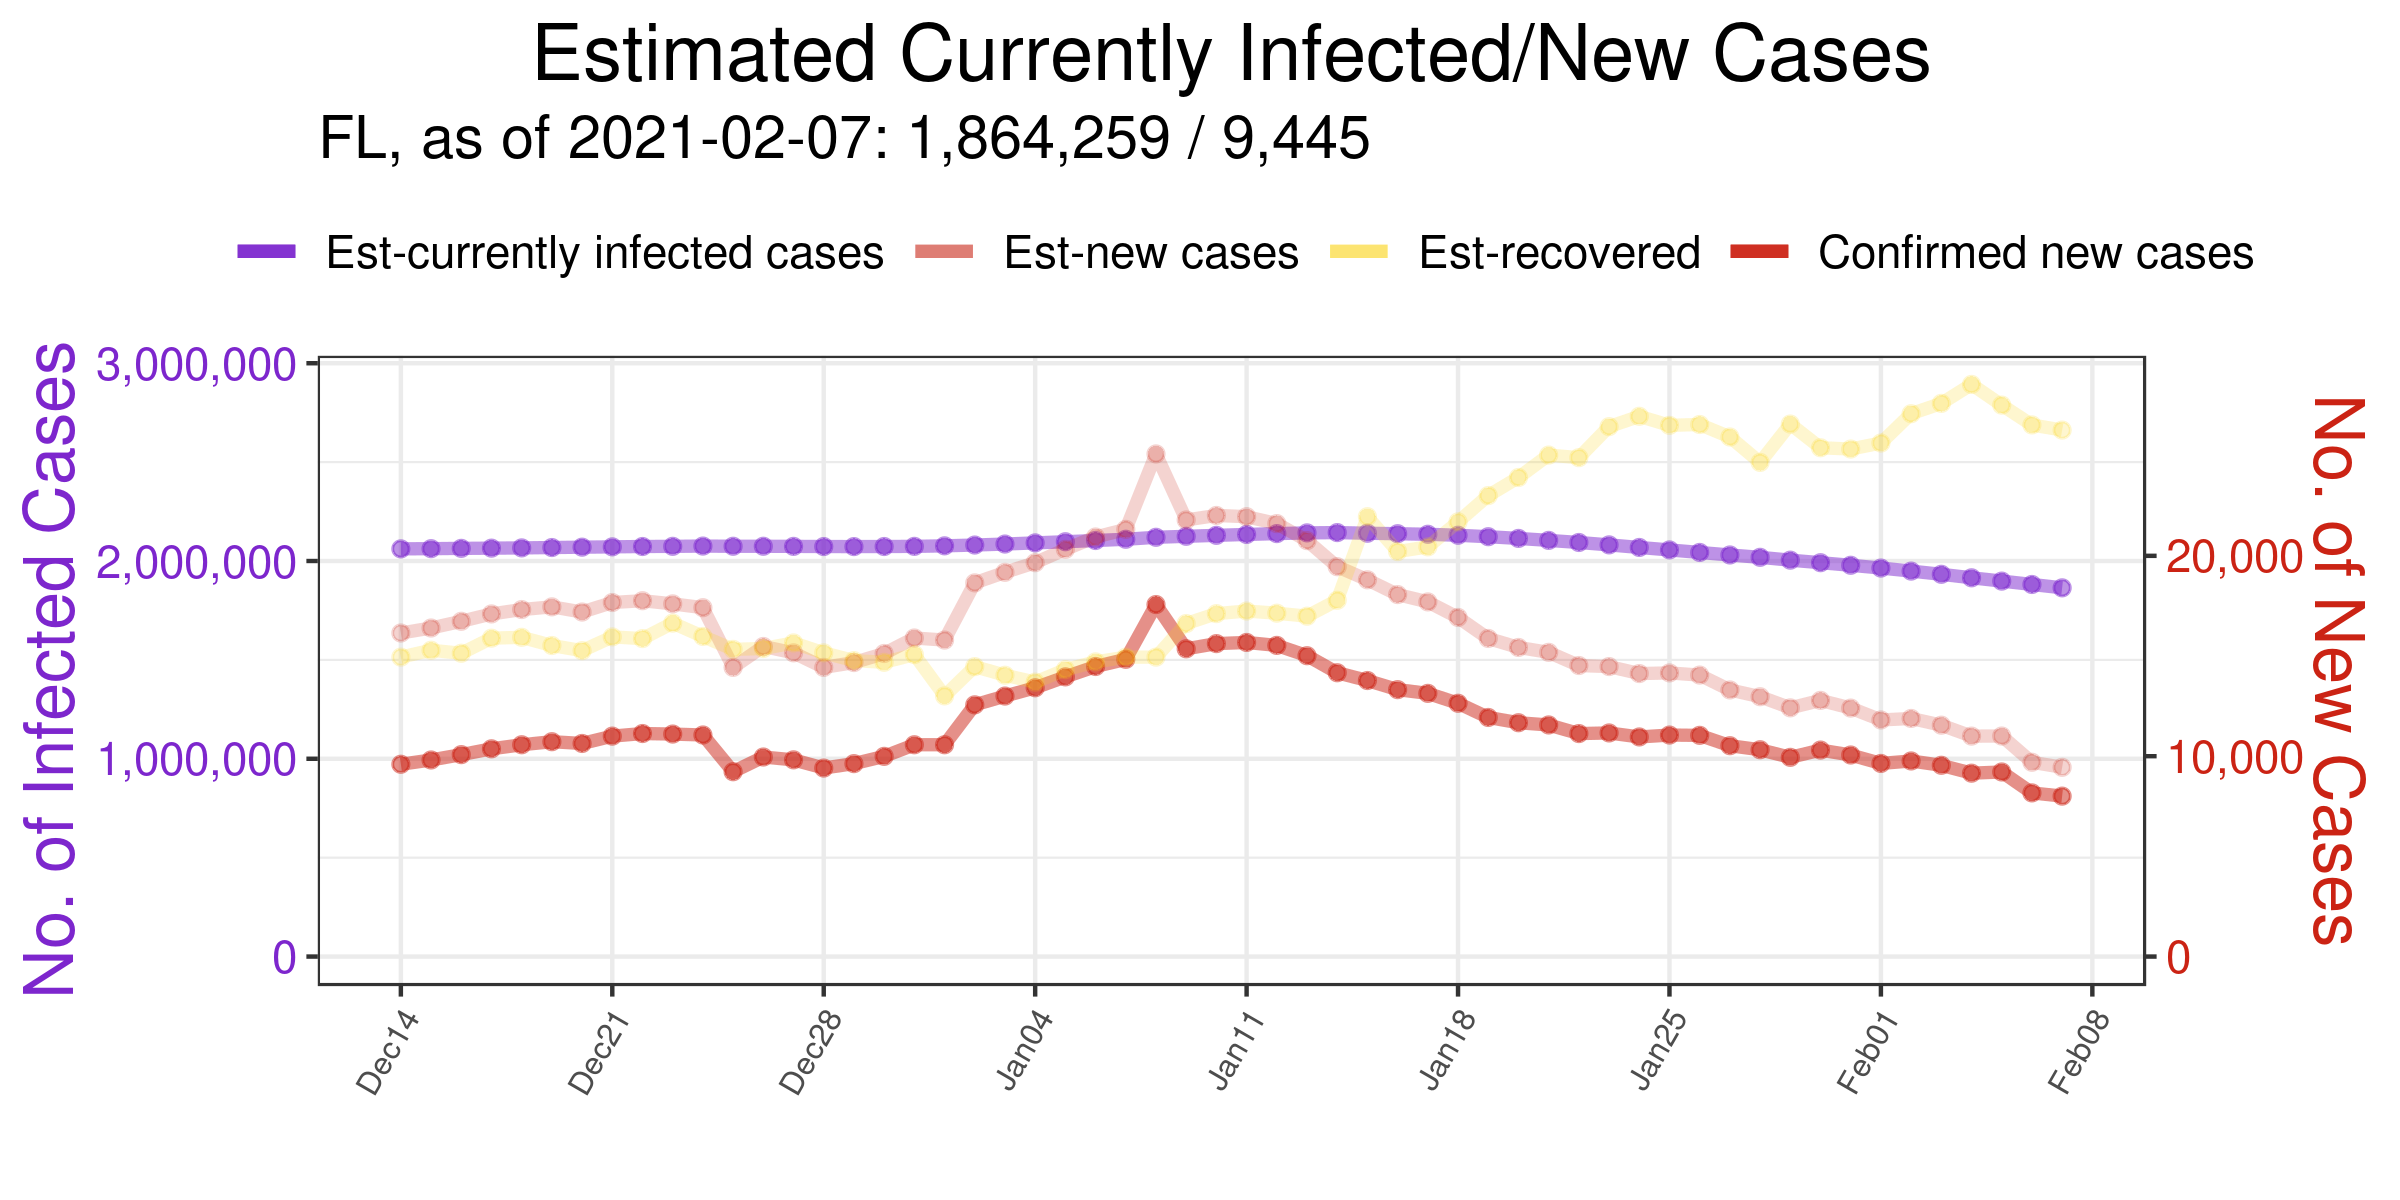 Estimated Currently Infected/New Cases
FL, as of 2021-02-07: 1,864,259 / 9,445
Est-currently infected cases Est-new cases Est-recovered Confirmed new cases
No. of Infected Cases
3,000,000
2,000,000
1,000,000
0
20,000
10,000
0
No. of New Cases
Dec14 Dec21 Dec28 Jan04 Jan11 Jan18 Jan25 Feb01 Feb08